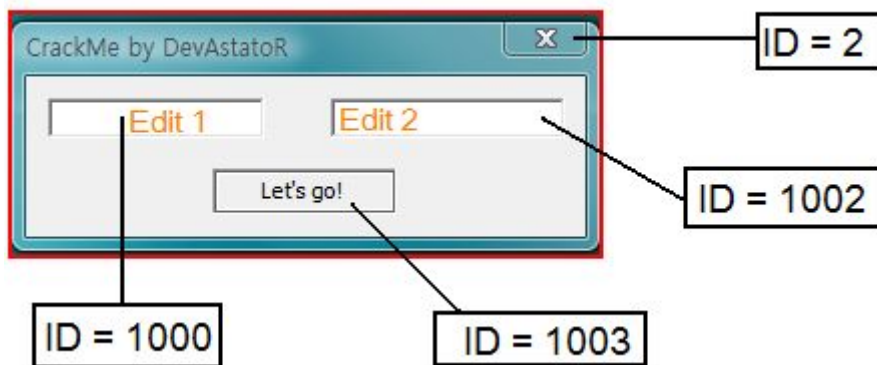 CrackMe by DevAstatoR
ID = 2
Edit 1
Edit 2
Let's go!
ID = 1002
ID = 1000
ID = 1003